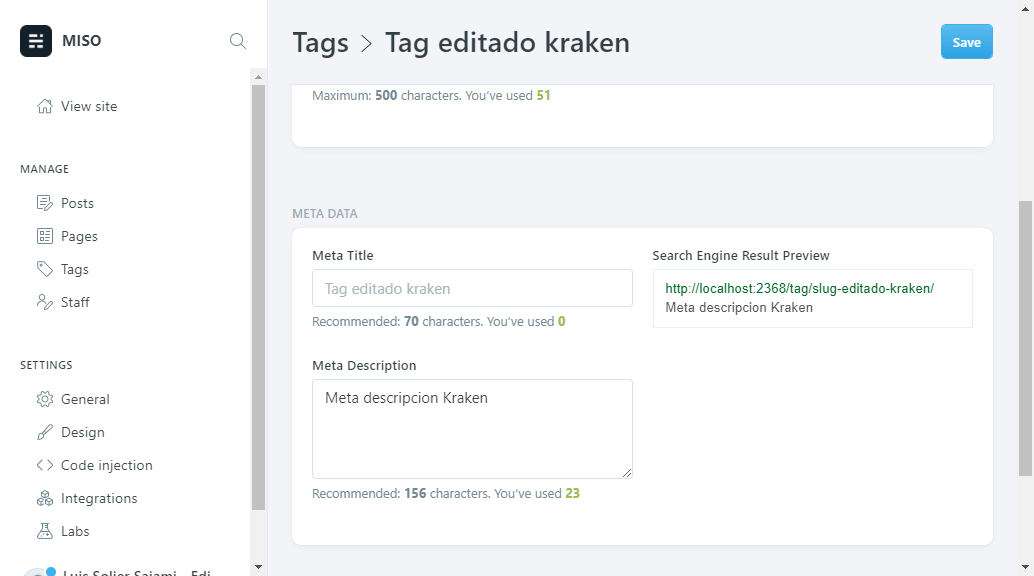 MISO
View site
MANAGE
Posts
Pages
Tags
Staff
SETTINGS
General
Design
Code injection
Integrations
Labs
Tags > Tag editado kraken
Save
Maximum: 500 characters. You've used 51
META DATA
Meta Title
Tag editado kraken
Recommended: 70 characters. You've used 0
Meta Description
Meta descripcion Kraken
Recommended: 156 characters. You've used 23
Search Engine Result Preview
http://localhost:2368/tag/slug-editado-kraken/
Meta descripcion Kraken